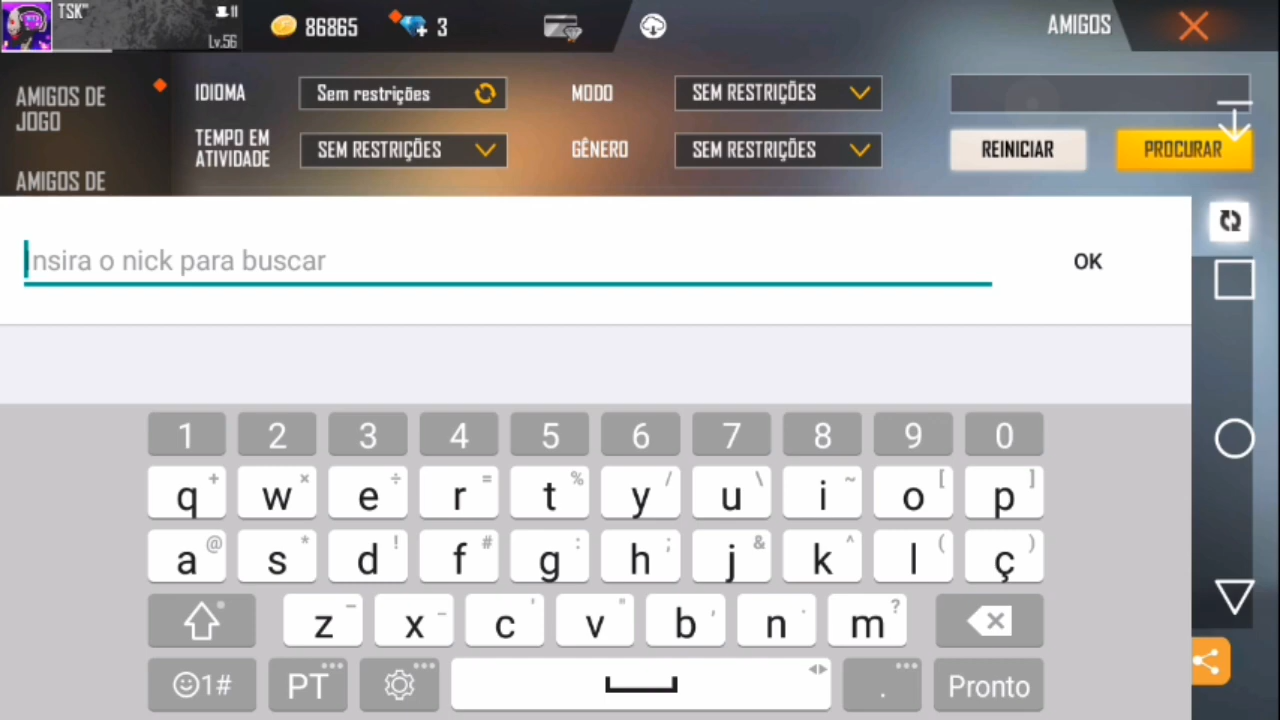 TSK"
11
Lv.56
86865
3
AMIGOS
AMIGOS DE
JOGO
AMIGOS DE
IDIOMA
Sem restrições
MODO
SEM RESTRIÇÕES
TEMPO EM
ATIVIDADE
SEM RESTRIÇÕES
GÊNERO
SEM RESTRIÇÕES
REINICIAR
PROCURAR
Insira o nick para buscar
OK
1 2 3 4 5 6 7 8 9 0
q + w × e ÷ r = t % y / u \ i ~ o [ p ]
a @ s * d ! f # g : h ; j & k ^ l ( ç )
z - x _ c ' v " b , n . m ?
1# PT ... ... . ... Pronto